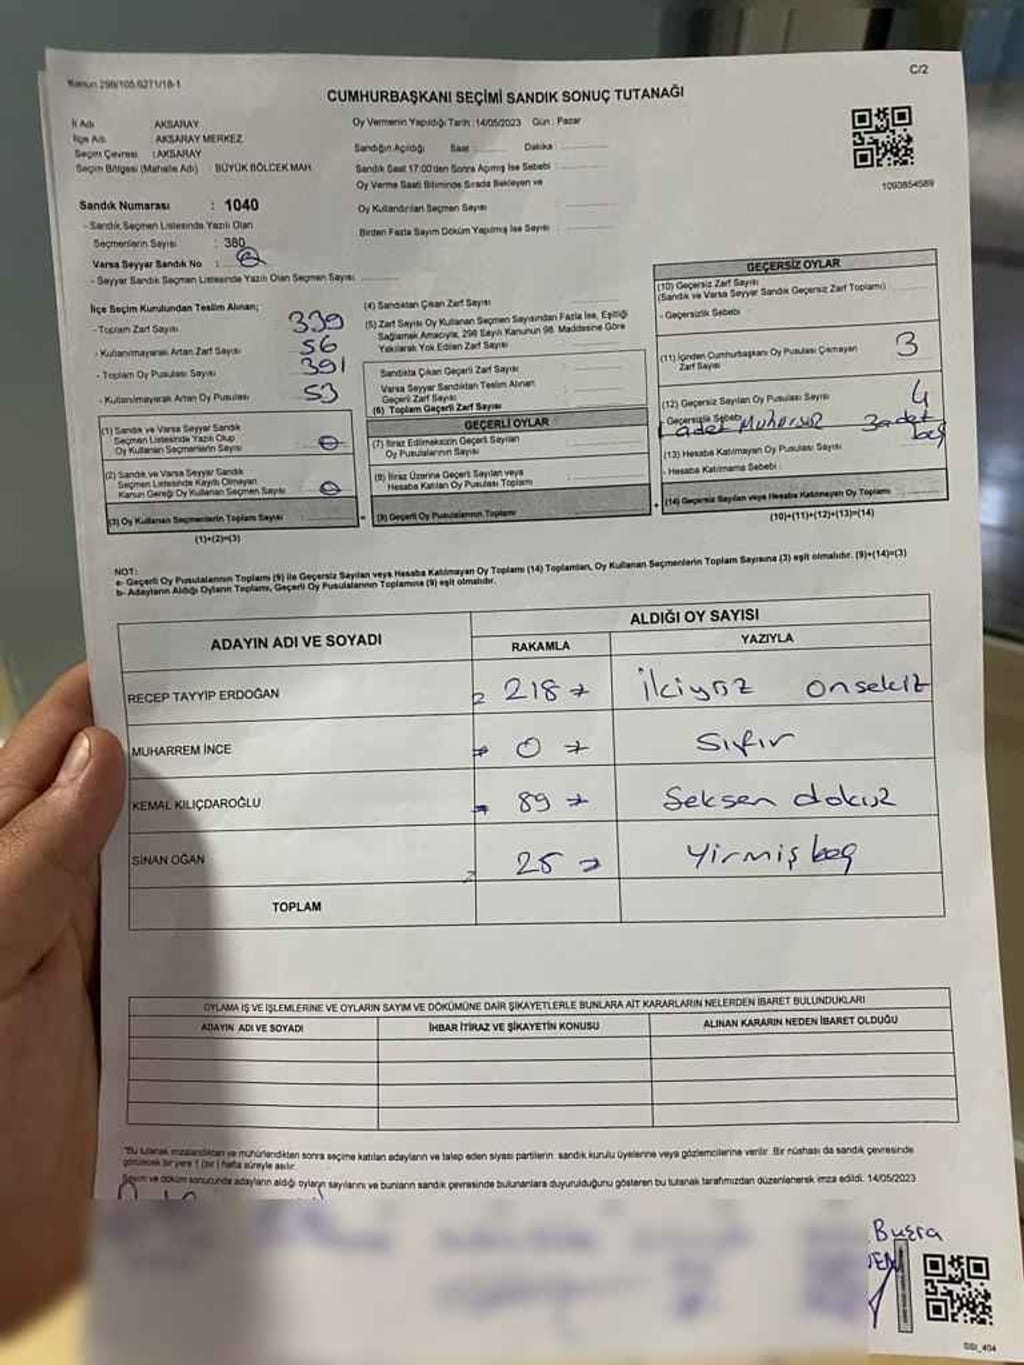 Kanun 298/105,6271/18-1
C/2
CUMHURBAŞKANI SEÇİMİ SANDIK SONUÇ TUTANAĞI
İl Adı AKSARAY
İlçe Adı AKSARAY MERKEZ
Seçim Çevresi : AKSARAY
Seçim Bölgesi (Mahalle Adı) : BÜYÜK BÖLCEK MAH.
Oy Vermenin Yapıldığı Tarih :14/05/2023 Gün : Pazar
Sandığın Açıldığı Saat Dakika :
Sandık Saat 17:00'den Sonra Açılmış İse Sebebi
Oy Verme Saati Bitiminde Sırada Bekleyen ve
Oy Kullandırılan Seçmen Sayısı
Birden Fazla Sayım Döküm Yapılmış İse Sayısı
1093854589
Sandık Numarası : 1040
- Sandık Seçmen Listesinde Yazılı Olan
Seçmenlerin Sayısı : 380
Varsa Seyyar Sandık No :
- Seyyar Sandık Seçmen Listesinde Yazılı Olan Seçmen Sayısı
İlçe Seçim Kurulundan Teslim Alınan;
- Toplam Zarf Sayısı 339
- Kullanılmayarak Artan Zarf Sayısı 56
- Toplam Oy Pusulası Sayısı 391
- Kullanılmayarak Artan Oy Pusulası 53
(1) Sandık ve Varsa Seyyar Sandık
Seçmen Listesinde Yazılı Olup
Oy Kullanan Seçmenlerin Sayısı
(2) Sandık ve Varsa Seyyar Sandık
Seçmen Listesinde Kayıtlı Olmayan
Kanun Gereği Oy Kullanan Seçmen Sayısı
(3) Oy Kullanan Seçmenlerin Toplam Sayısı
(1)+(2)=(3)
(4) Sandıktan Çıkan Zarf Sayısı
(5) Zarf Sayısı Oy Kullanan Seçmen Sayısından Fazla İse, Eşitliği
Sağlamak Amacıyla, 298 Sayılı Kanunun 98. Maddesine Göre
Yakılarak Yok Edilen Zarf Sayısı
Sandıkta Çıkan Geçerli Zarf Sayısı
Varsa Seyyar Sandıktan Teslim Alınan
Geçerli Zarf Sayısı
(6) Toplam Geçerli Zarf Sayısı
GEÇERLİ OYLAR
(7) İtiraz Edilmeksizin Geçerli Sayılan
Oy Pusulalarının Sayısı
(8) İtiraz Üzerine Geçerli Sayılan veya
Hesaba Katılan Oy Pusulası Toplamı
(9) Geçerli Oy Pusulalarının Toplamı
GEÇERSİZ OYLAR
(10) Geçersiz Zarf Sayısı
(Sandık ve Varsa Seyyar Sandık Geçersiz Zarf Toplamı)
- Geçersizlik Sebebi
(11) İçinden Cumhurbaşkanı Oy Pusulası Çıkmayan
Zarf Sayısı 3
(12) Geçersiz Sayılan Oy Pusulası Sayısı 4
Geçersizlik Sebebi
1 adet Mühürsüz 3 adet
boş
(13) Hesaba Katılmayan Oy Pusulası Sayısı
- Hesaba Katılmama Sebebi :
(14) Geçersiz Sayılan veya Hesaba Katılmayan Oy Toplamı
(10)+(11)+(12)+(13)=(14)
NOT:
a- Geçerli Oy Pusulalarının Toplamı (9) ile Geçersiz Sayılan veya Hesaba Katılmayan Oy Toplamı (14) Toplamları, Oy Kullanan Seçmenlerin Toplam Sayısına (3) eşit olmalıdır. (9)+(14)=(3)
b- Adayların Aldığı Oyların Toplamı, Geçerli Oy Pusulalarının Toplamına (9) eşit olmalıdır.
ADAYIN ADI VE SOYADI
ALDIĞI OY SAYISI
RAKAMLA YAZIYLA
RECEP TAYYİP ERDOĞAN 218 ikiyüz onsekiz
MUHARREM İNCE 0 Sıfır
KEMAL KILIÇDAROĞLU 89 Seksen dokuz
SİNAN OĞAN 25 Yirmiş beş
TOPLAM
OYLAMA İŞ VE İŞLEMLERİNE VE OYLARIN SAYIM VE DÖKÜMÜNE DAİR ŞİKAYETLERLE BUNLARA AİT KARARLARIN NELERDEN İBARET BULUNDUKLARI
ADAYIN ADI VE SOYADI İHBAR İTİRAZ VE ŞİKAYETİN KONUSU ALINAN KARARIN NEDEN İBARET OLDUĞU
"Bu tutanak imzalandıktan ve mühürlendikten sonra seçime katılan adayların ve talep eden siyasi partilerin sandık kurulu üyelerine veya gözlemcilerine verilir. Bir nüshası da sandık çevresinde
görülecek bir yere 1 (bir) hafta süreyle asılır.
Sayım ve döküm sonucunda adayların aldığı oyların sayılarını ve bunların sandık çevresinde bulunanlara duyurulduğunu gösteren bu tutanak tarafımızdan düzenlenerek imza edildi. 14/05/2023
Büşra
SSI_404